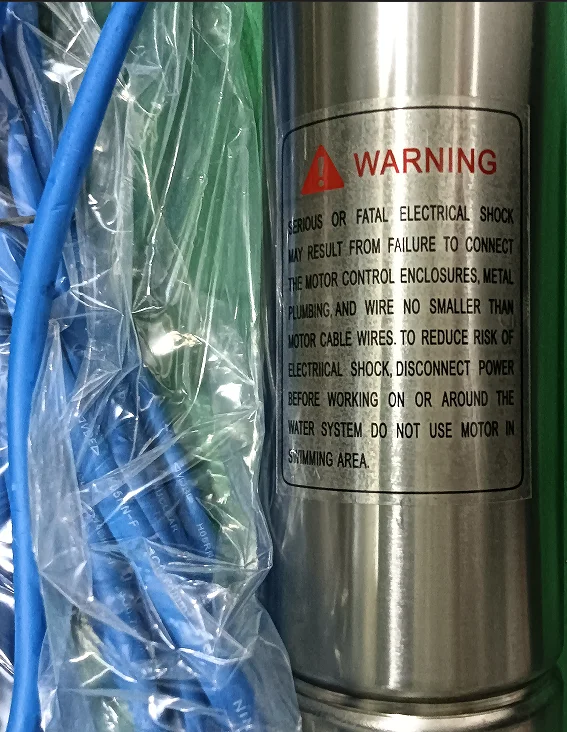 WARNING
SERIOUS OR FATAL ELECTRICAL SHOCK
MAY RESULT FROM FAILURE TO CONNECT
THE MOTOR CONTROL ENCLOSURES, METAL
PLUMBING, AND WIRE NO SMALLER THAN
MOTOR CABLE WIRES. TO REDUCE RISK OF
ELECTRIICAL SHOCK, DISCONNECT POWER
BEFORE WORKING ON OR AROUND THE
WATER SYSTEM DO NOT USE MOTOR IN
SWIMMING AREA.